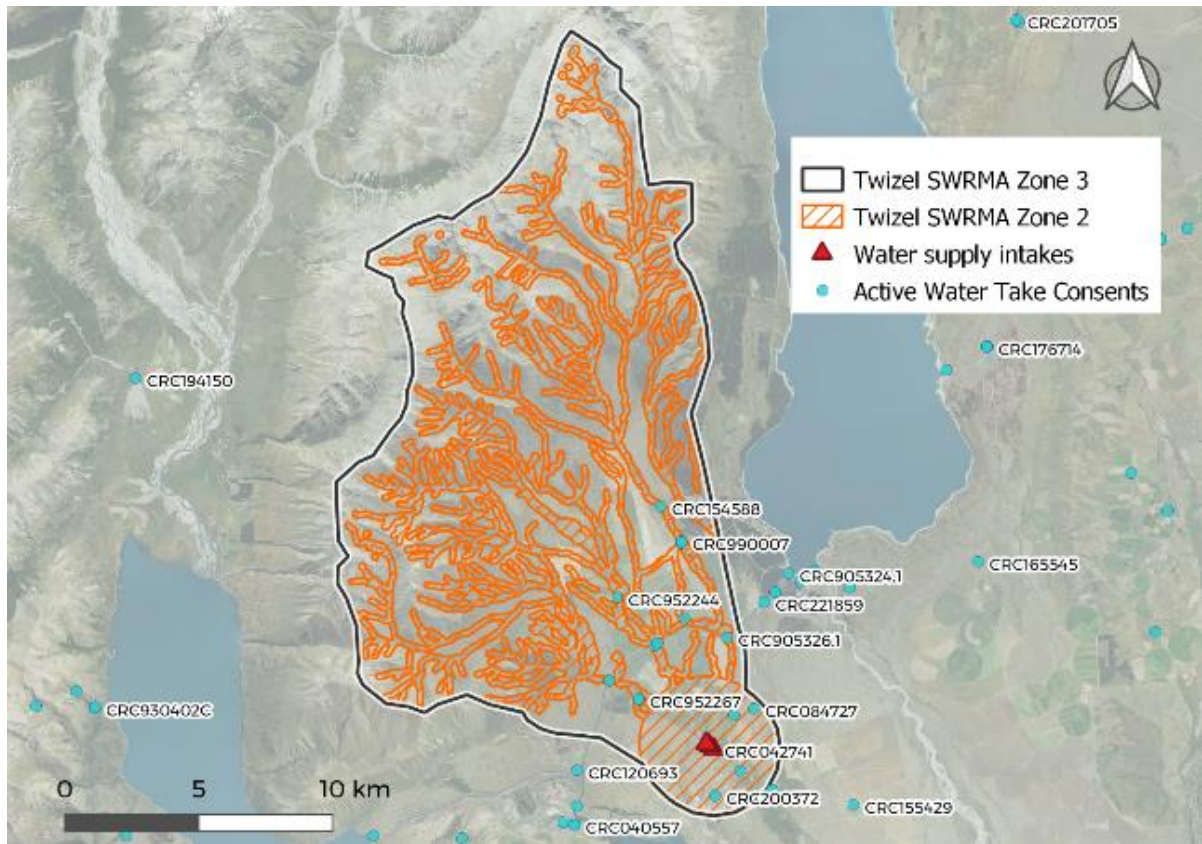 CRC201705
Twizel SWRMA Zone 3
Twizel SWRMA Zone 2
Water supply intakes
Active Water Take Consents
CRC176714
CRC194150
CRC154588
CRC990007
CRC165545
CRC905324.1
CRC952244
CRC221859
CRC905326.1
CRC952267
CRC930402C
CRC084727
CRC042741
CRC120693
0 5 10 km
CRC200372
CRC155429
CRC040557